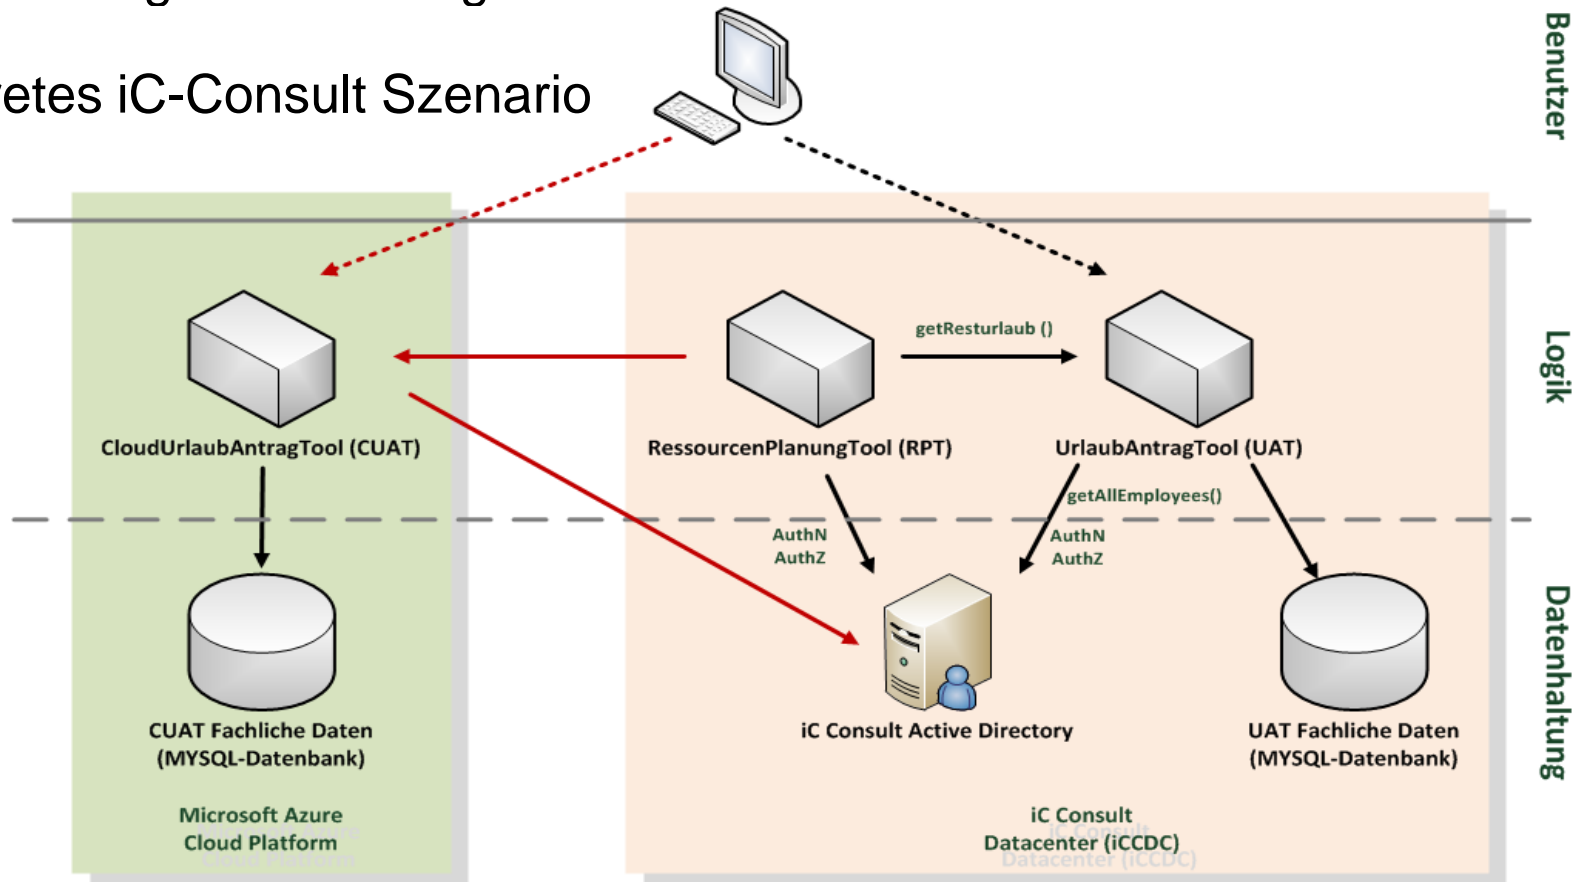 iC-Consult Szenario
Benutzer
getResturlaub ()
Logik
CloudUrlaubAntragTool (CUAT)
RessourcenPlanungTool (RPT)
UrlaubAntragTool (UAT)
getAllEmployees()
AuthN
AuthZ
AuthN
AuthZ
Datenhaltung
CUAT Fachliche Daten
(MYSQL-Datenbank)
iC Consult Active Directory
UAT Fachliche Daten
(MYSQL-Datenbank)
Microsoft Azure
Cloud Platform
iC Consult
Datacenter (iCCDC)